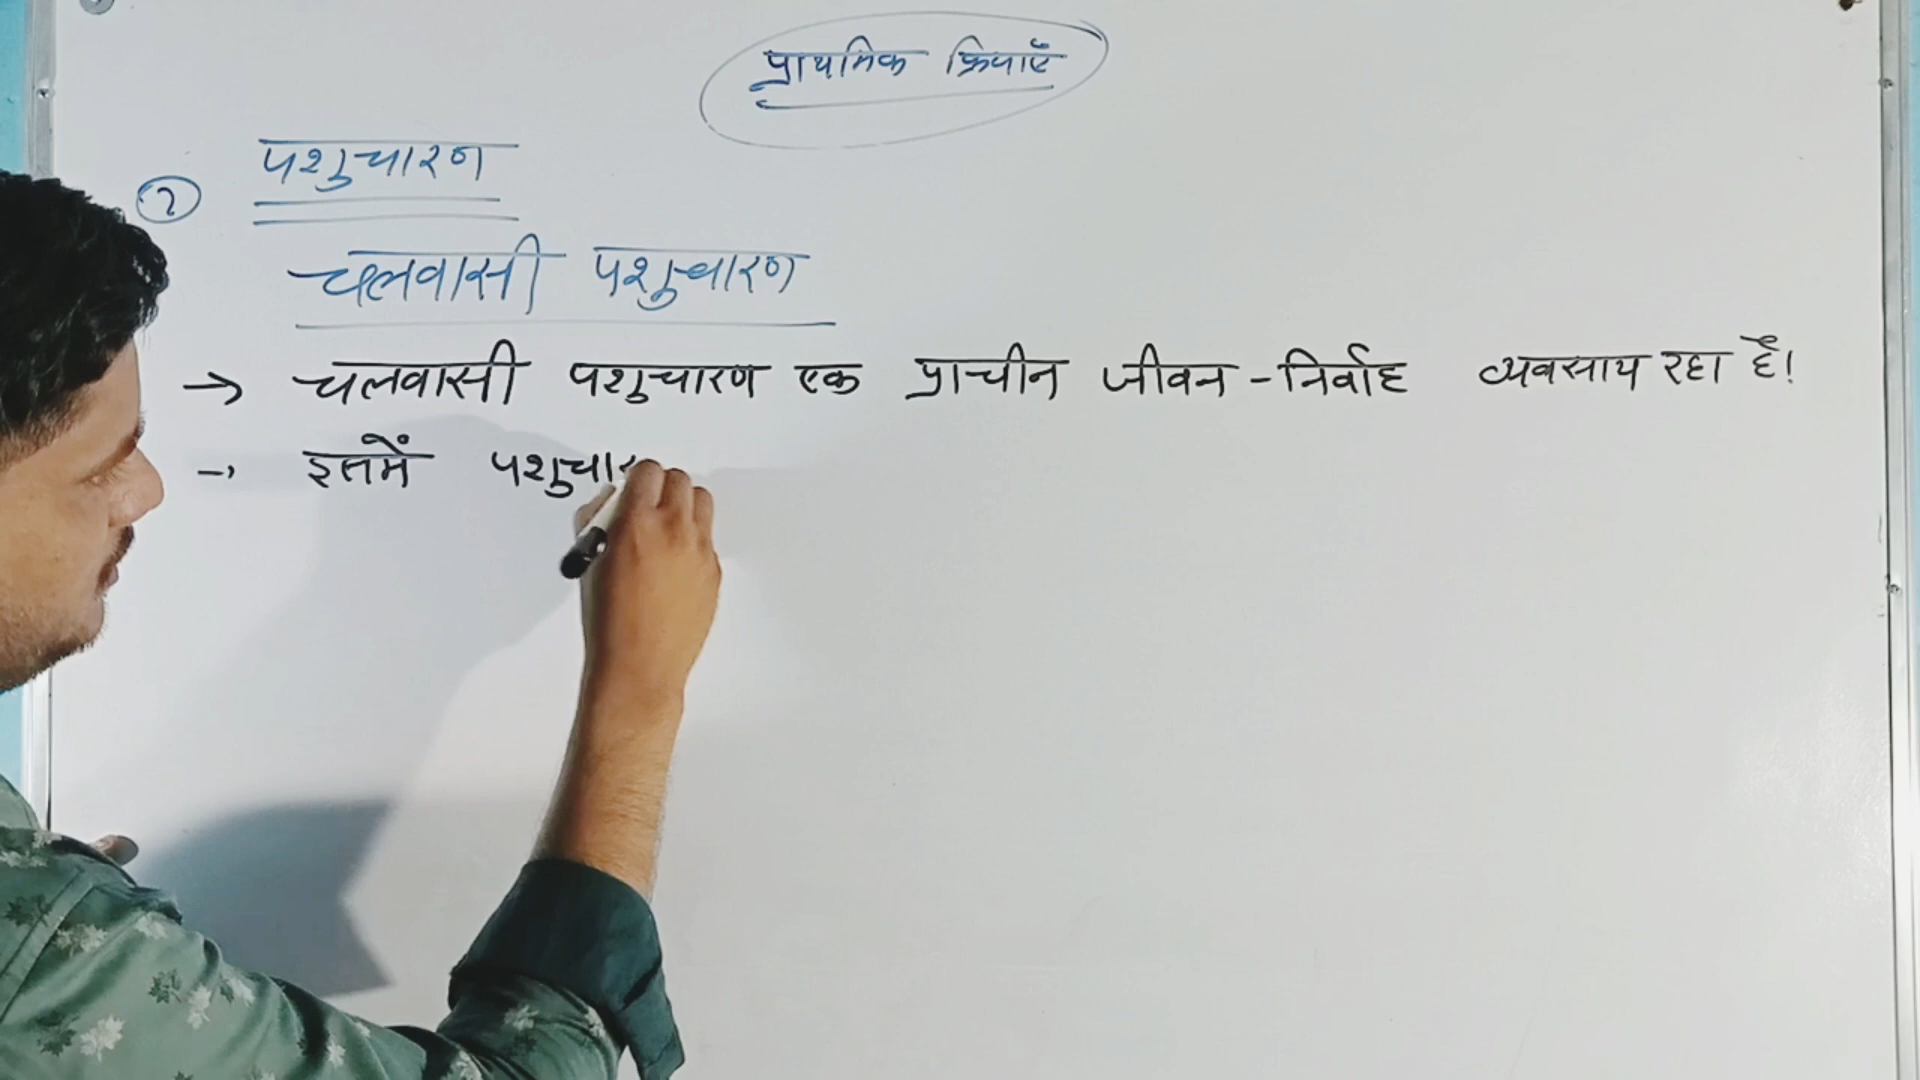 प्राथमिक क्रियाएँ
② पशुचारण
चलवासी पशुचारण
→ चलवासी पशुचारण एक प्राचीन जीवन-निर्वाह व्यवसाय रहा है!
→ इसमें पशुचार